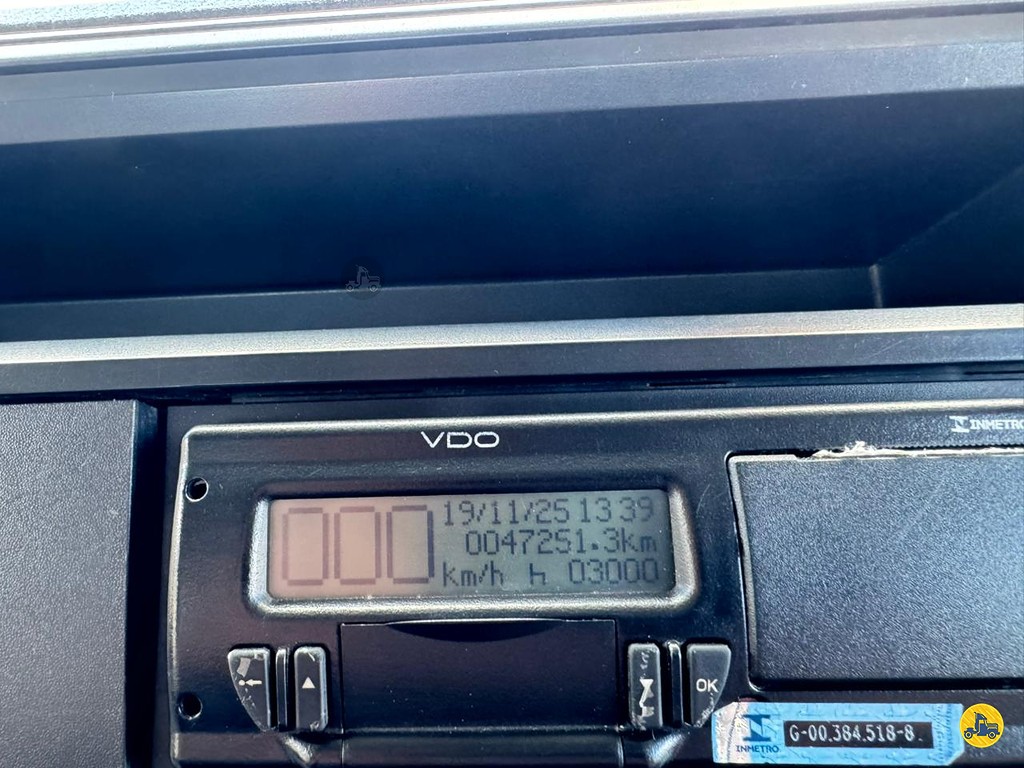 VDO
INMETRO
000
19/11/25 13 39
0047251.3km
km/h 03000
OK
INMETRO
G-00.384.518-8